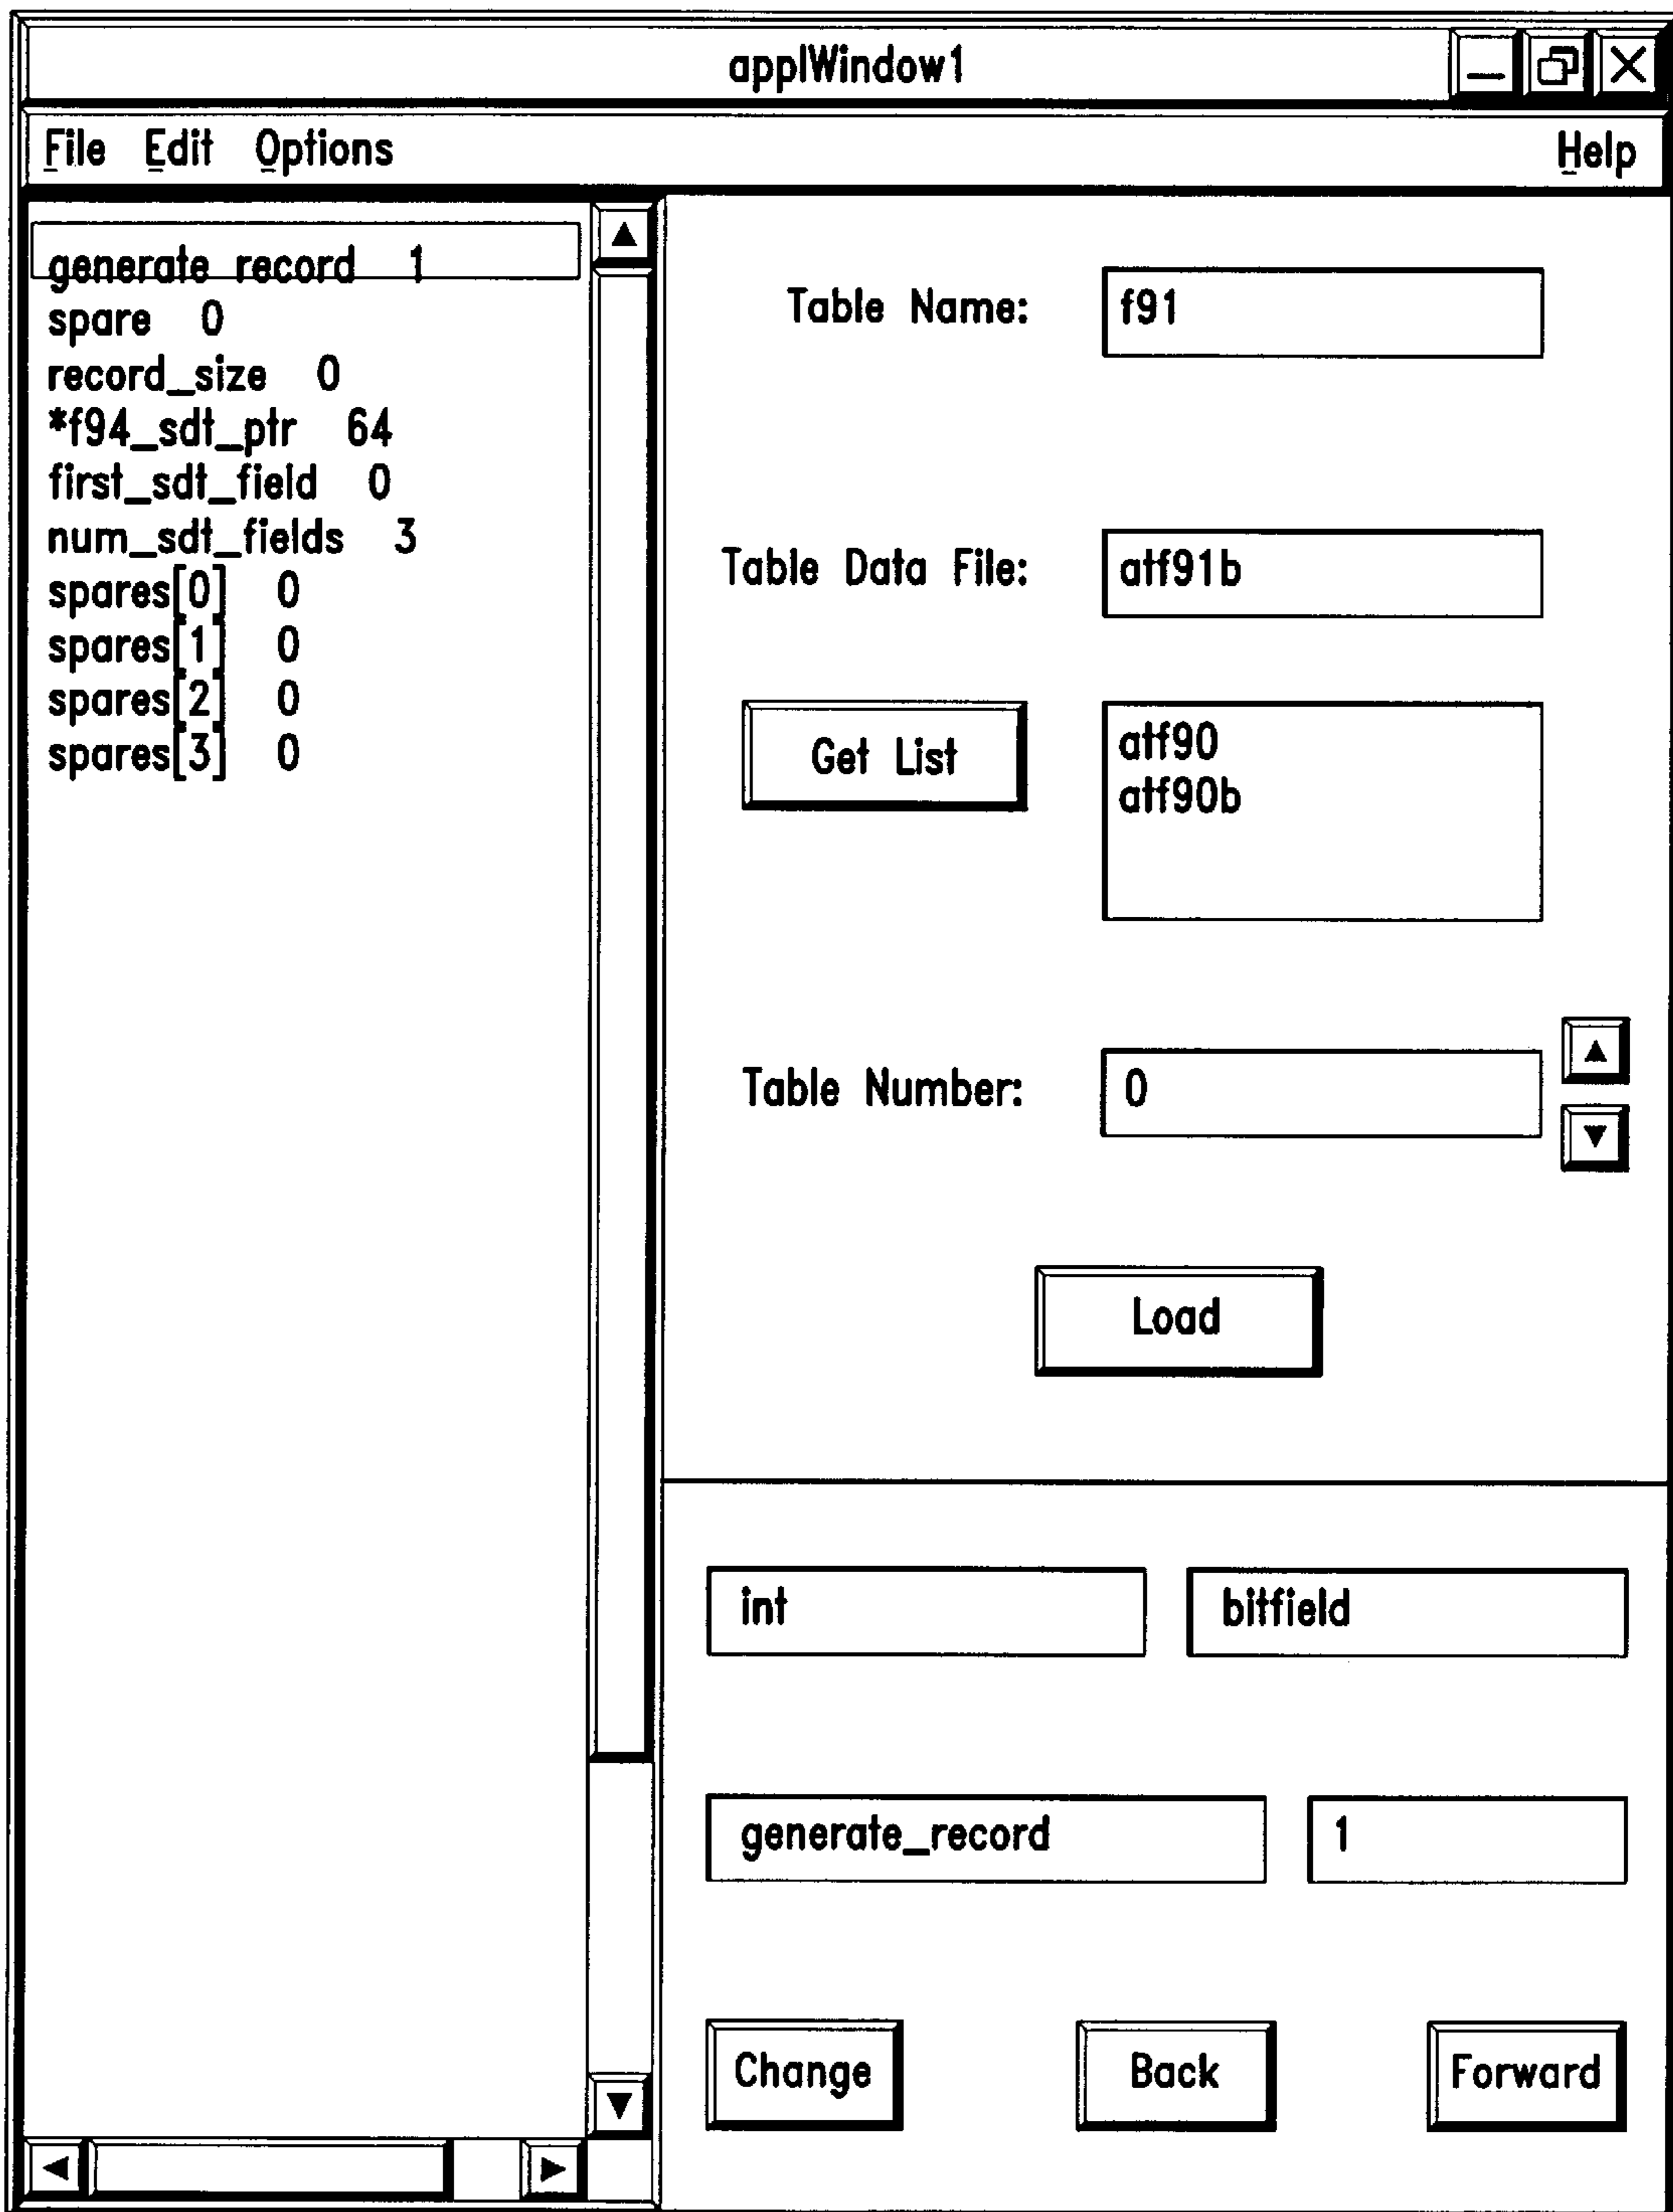 applWindow1
File Edit Options Help
generate_record 1
spare 0
record_size 0
*f94_sdt_ptr 64
first_sdt_field 0
num_sdt_fields 3
spares[0] 0
spares[1] 0
spares[2] 0
spares[3] 0
Table Name: f91
Table Data File: atf91b
Get List
atf90
atf90b
Table Number: 0
Load
int bitfield
generate_record 1
Change Back Forward